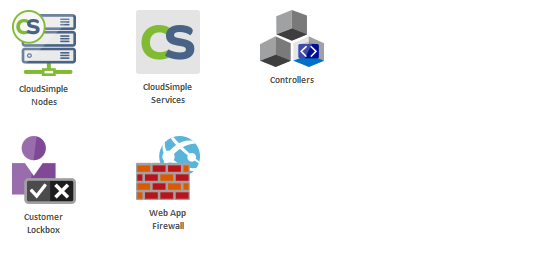 CS
CloudSimple
Nodes
CS
CloudSimple
Services
Controllers
Customer
Lockbox
Web App
Firewall